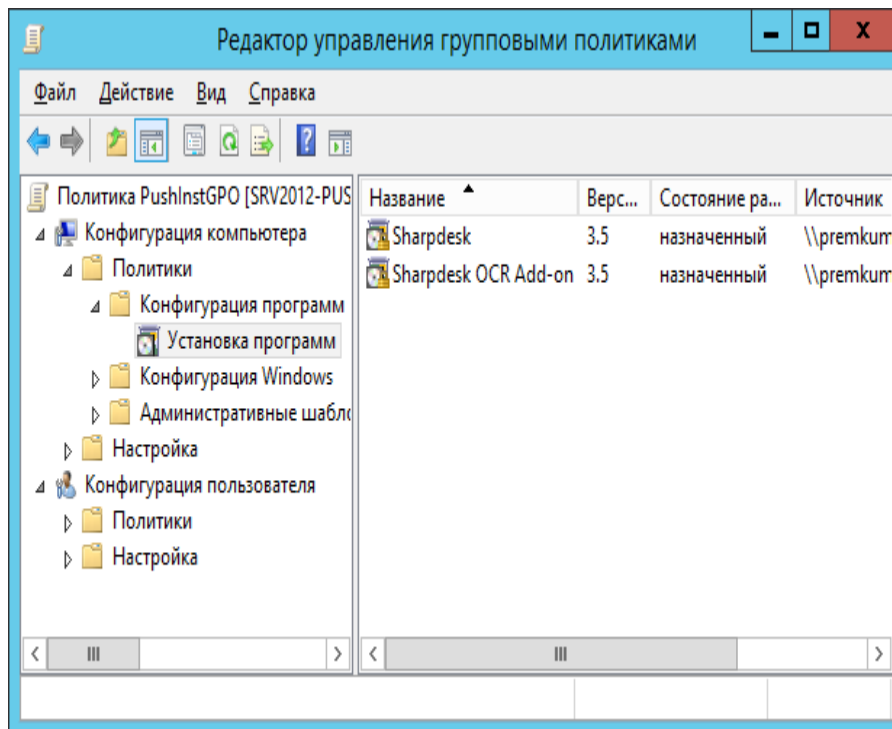 Редактор управления групповыми политиками
Файл Действие Вид Справка
Политика PushInstGPO [SRV2012-PUS
Конфигурация компьютера
Политики
Конфигурация программ
Установка программ
Конфигурация Windows
Административные шабло
Настройка
Конфигурация пользователя
Политики
Настройка
Название Верс... Состояние ра... Источник
Sharpdesk 3.5 назначенный \\premkum
Sharpdesk OCR Add-on 3.5 назначенный \\premkum